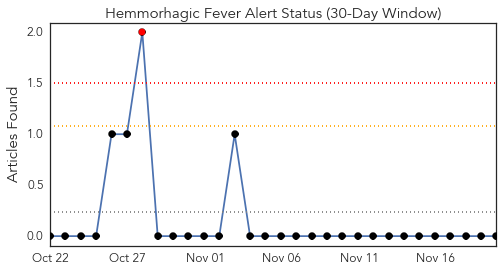 Hemmorhagic Fever Alert Status (30-Day Window)
Articles Found
2.0
1.5
1.0
0.5
0.0
Oct 22 Oct 27 Nov 01 Nov 06 Nov 11 Nov 16